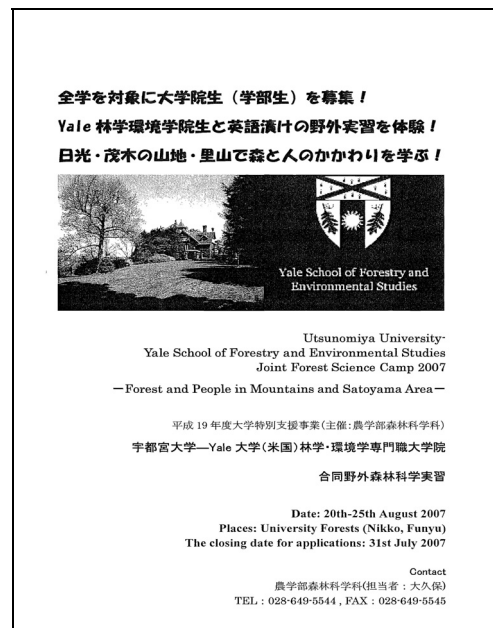 全学を対象に大学院生（学部生）を募集！
Yale 林学環境学院生と英語漬けの野外実習を体験！
日光・茂木の山地・里山で森と人のかかわりを学ぶ！
Yale School of Forestry and
Environmental Studies
Utsunomiya University-
Yale School of Forestry and Environmental Studies
Joint Forest Science Camp 2007
－Forest and People in Mountains and Satoyama Area－
平成 19 年度大学特別支援事業（主催：農学部森林科学科）
宇都宮大学―Yale 大学（米国）林学・環境学専門職大学院
合同野外森林科学実習
Date: 20th-25th August 2007
Places: University Forests (Nikko, Funyu)
The closing date for applications: 31st July 2007
Contact
農学部森林科学科（担当者：大久保）
TEL：028-649-5544 , FAX：028-649-5545